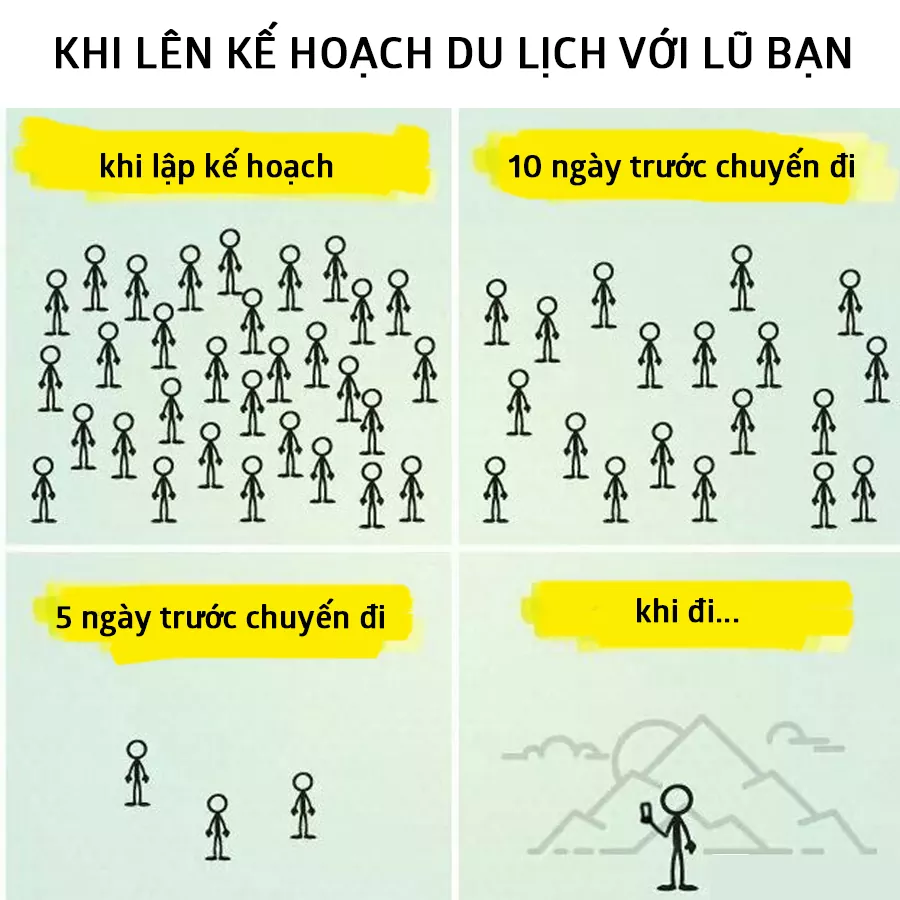 KHI LÊN KẾ HOẠCH DU LỊCH VỚI LŨ BẠN
khi lập kế hoạch
10 ngày trước chuyến đi
5 ngày trước chuyến đi
khi đi...